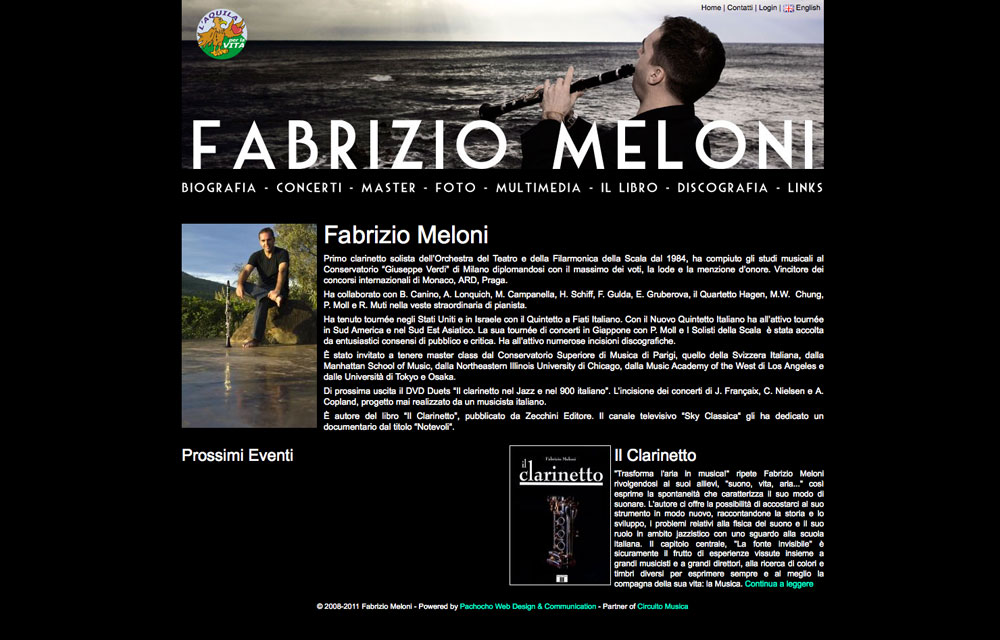 Home | Contatti | Login | English
L'AQUILA
per la
VITA
FABRIZIO MELONI
BIOGRAFIA - CONCERTI - MASTER - FOTO - MULTIMEDIA - IL LIBRO - DISCOGRAFIA - LINKS
Fabrizio Meloni
Primo clarinetto solista dell'Orchestra del Teatro e della Filarmonica della Scala dal 1984, ha compiuto gli studi musicali al
Conservatorio "Giuseppe Verdi" di Milano diplomandosi con il massimo dei voti, la lode e la menzione d'onore. Vincitore dei
concorsi internazionali di Monaco, ARD, Praga.
Ha collaborato con B. Canino, A. Lonquich, M. Campanella, H. Schiff, F. Gulda, E. Gruberova, il Quartetto Hagen, M.W. Chung,
P. Moll e R. Muti nella veste straordinaria di pianista.
Ha tenuto tournée negli Stati Uniti e in Israele con il Quintetto a Fiati Italiano. Con il Nuovo Quintetto Italiano ha all'attivo tournée
in Sud America e nel Sud Est Asiatico. La sua tournée di concerti in Giappone con P. Moll e I Solisti della Scala è stata accolta
da entusiastici consensi di pubblico e critica. Ha all'attivo numerose incisioni discografiche.
È stato invitato a tenere master class dal Conservatorio Superiore di Musica di Parigi, quello della Svizzera Italiana, dalla
Manhattan School of Music, dalla Northeastern Illinois University di Chicago, dalla Music Academy of the West di Los Angeles e
dalle Università di Tokyo e Osaka.
Di prossima uscita il DVD Duets "Il clarinetto nel Jazz e nel 900 italiano". L'incisione dei concerti di J. Françaix, C. Nielsen e A.
Copland, progetto mai realizzato da un musicista italiano.
È autore del libro "Il Clarinetto", pubblicato da Zecchini Editore. Il canale televisivo "Sky Classica" gli ha dedicato un
documentario dal titolo "Notevoli".
Prossimi Eventi
Fabrizio Meloni
il
clarinetto
Il Clarinetto
"Trasforma l'aria in musica!" ripete Fabrizio Meloni
rivolgendosi ai suoi allievi, "suono, vita, aria..." così
esprime la spontaneità che caratterizza il suo modo di
suonare. L'autore ci offre la possibilità di accostarci al suo
strumento in modo nuovo, raccontandone la storia e lo
sviluppo, i problemi relativi alla fisica del suono e il suo
ruolo in ambito jazzistico con uno sguardo alla scuola
italiana. Il capitolo centrale, "La fonte invisibile" è
sicuramente il frutto di esperienze vissute insieme a
grandi musicisti e a grandi direttori, alla ricerca di colori e
timbri diversi per esprimere sempre e al meglio la
compagna della sua vita: la Musica. Continua a leggere
© 2008-2011 Fabrizio Meloni - Powered by Pachocho Web Design & Communication - Partner of Circuito Musica